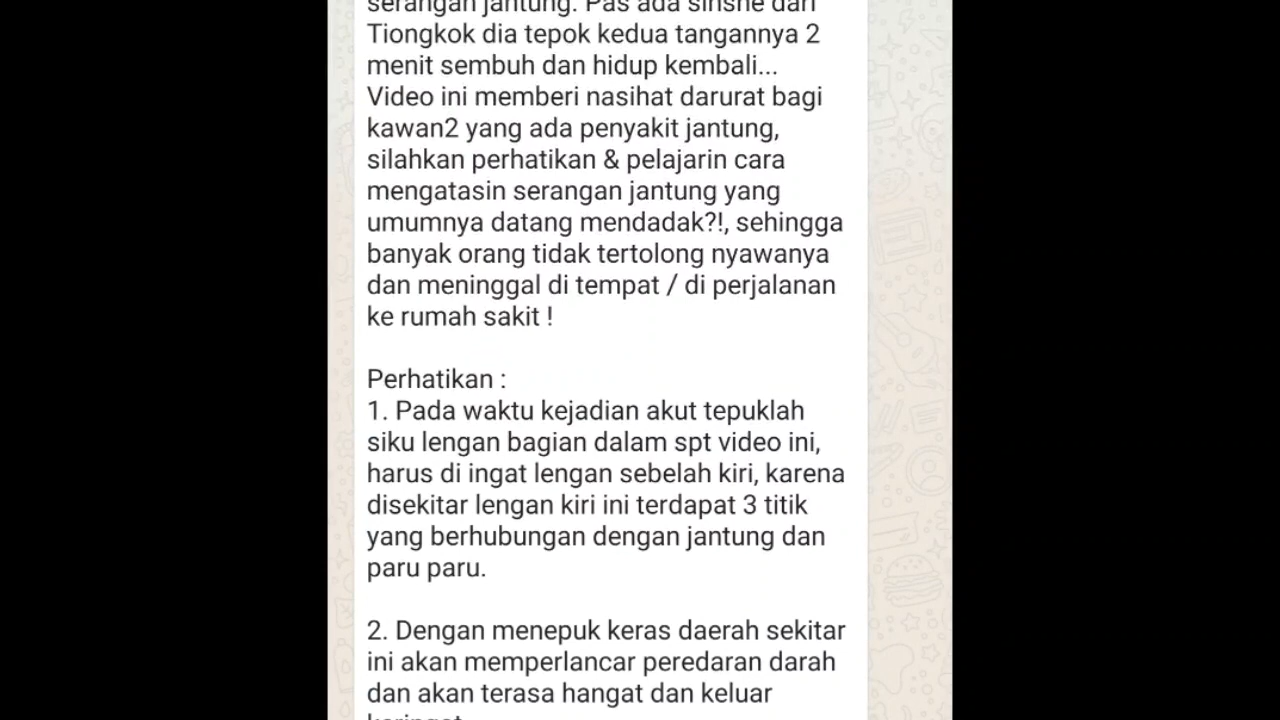 serangan jantung. Pas ada sinshe dari
Tiongkok dia tepok kedua tangannya 2
menit sembuh dan hidup kembali...
Video ini memberi nasihat darurat bagi
kawan2 yang ada penyakit jantung,
silahkan perhatikan & pelajarin cara
mengatasin serangan jantung yang
umumnya datang mendadak?!, sehingga
banyak orang tidak tertolong nyawanya
dan meninggal di tempat / di perjalanan
ke rumah sakit !
Perhatikan :
1. Pada waktu kejadian akut tepuklah
siku lengan bagian dalam spt video ini,
harus di ingat lengan sebelah kiri, karena
disekitar lengan kiri ini terdapat 3 titik
yang berhubungan dengan jantung dan
paru paru.
2. Dengan menepuk keras daerah sekitar
ini akan memperlancar peredaran darah
dan akan terasa hangat dan keluar